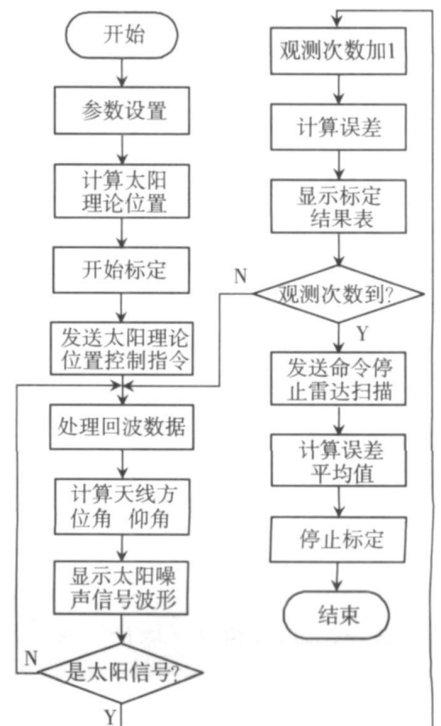 开始
参数设置
计算太阳
理论位置
开始标定
发送太阳理论
位置控制指令
处理回波数据
计算天线方
位角 仰角
显示太阳噪
声信号波形
N
是太阳信号?
Y
观测次数加1
计算误差
显示标定
结果表
N
观测次数到?
Y
发送命令停
止雷达扫描
计算误差
平均值
停止标定
结束